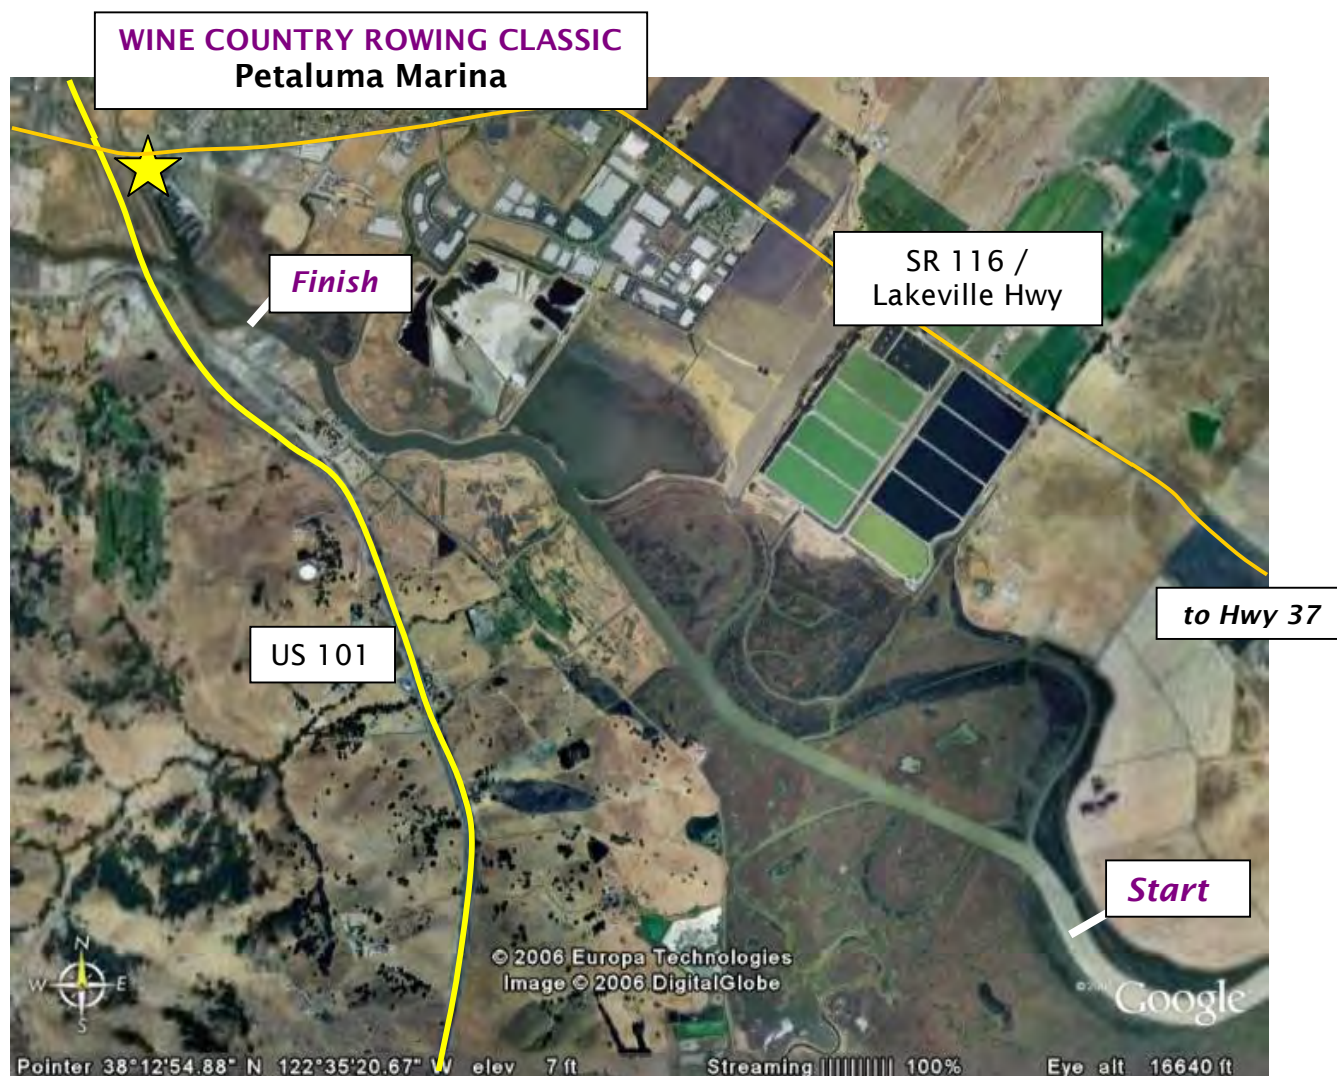 WINE COUNTRY ROWING CLASSIC
Petaluma Marina
Finish
SR 116 /
Lakeville Hwy
to Hwy 37
US 101
Start
N
W E
S
© 2006 Europa Technologies
Image © 2006 DigitalGlobe
Google
Pointer 38°12'54.88" N 122°35'20.67" W elev 7 ft Streaming |||||||||| 100% Eye alt 16640 ft